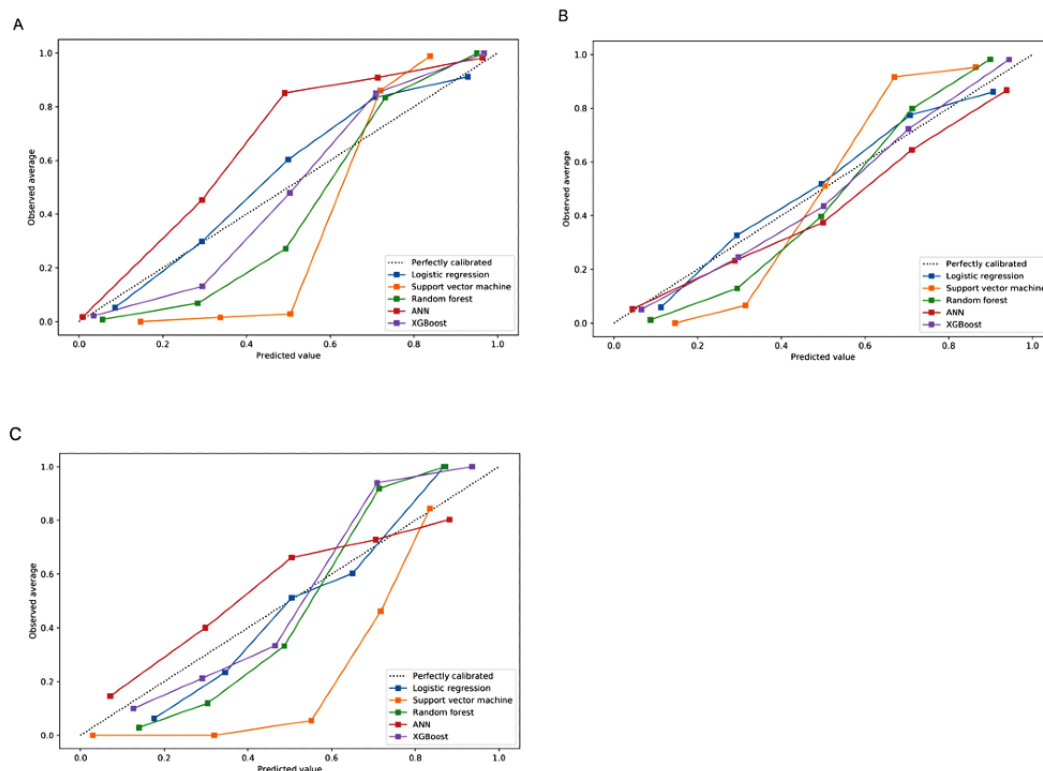 A
1.0
0.8
0.6
0.4
0.2
0.0
Observed average
0.0 0.2 0.4 0.6 0.8 1.0
Predicted value
Perfectly calibrated
Logistic regression
Support vector machine
Random forest
ANN
XGBoost
B
1.0
0.8
0.6
0.4
0.2
0.0
Observed average
0.0 0.2 0.4 0.6 0.8 1.0
Predicted value
Perfectly calibrated
Logistic regression
Support vector machine
Random forest
ANN
XGBoost
C
1.0
0.8
0.6
0.4
0.2
0.0
Observed average
0.0 0.2 0.4 0.6 0.8 1.0
Predicted value
Perfectly calibrated
Logistic regression
Support vector machine
Random forest
ANN
XGBoost